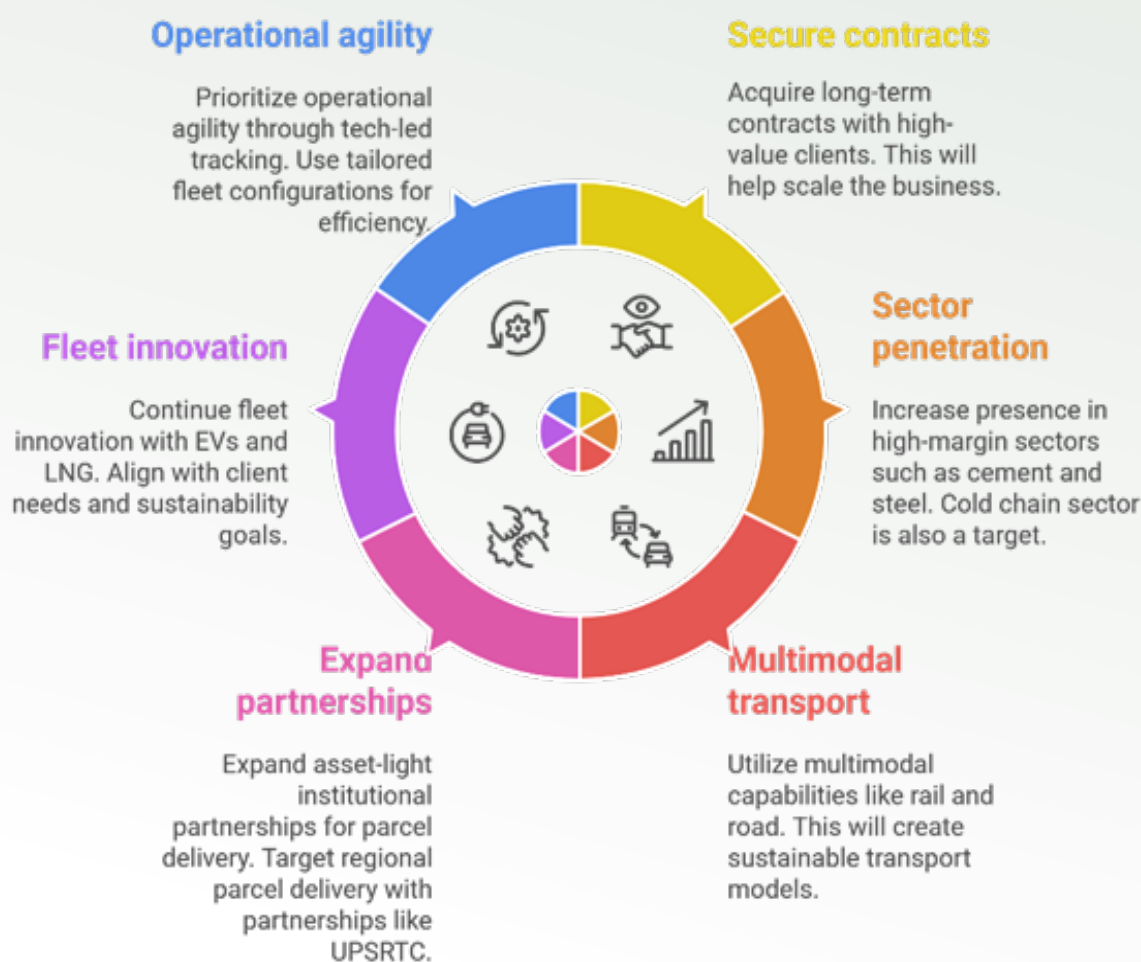 Operational agility
Prioritize operational
agility through tech-led
tracking. Use tailored
fleet configurations for
efficiency.
Secure contracts
Acquire long-term
contracts with high-
value clients. This will
help scale the business.
Fleet innovation
Continue fleet
innovation with EVs and
LNG. Align with client
needs and sustainability
goals.
Sector
penetration
Increase presence in
high-margin sectors
such as cement and
steel. Cold chain sector
is also a target.
Expand
partnerships
Expand asset-light
institutional
partnerships for parcel
delivery. Target regional
parcel delivery with
partnerships like
UPSRTC.
Multimodal
transport
Utilize multimodal
capabilities like rail and
road. This will create
sustainable transport
models.